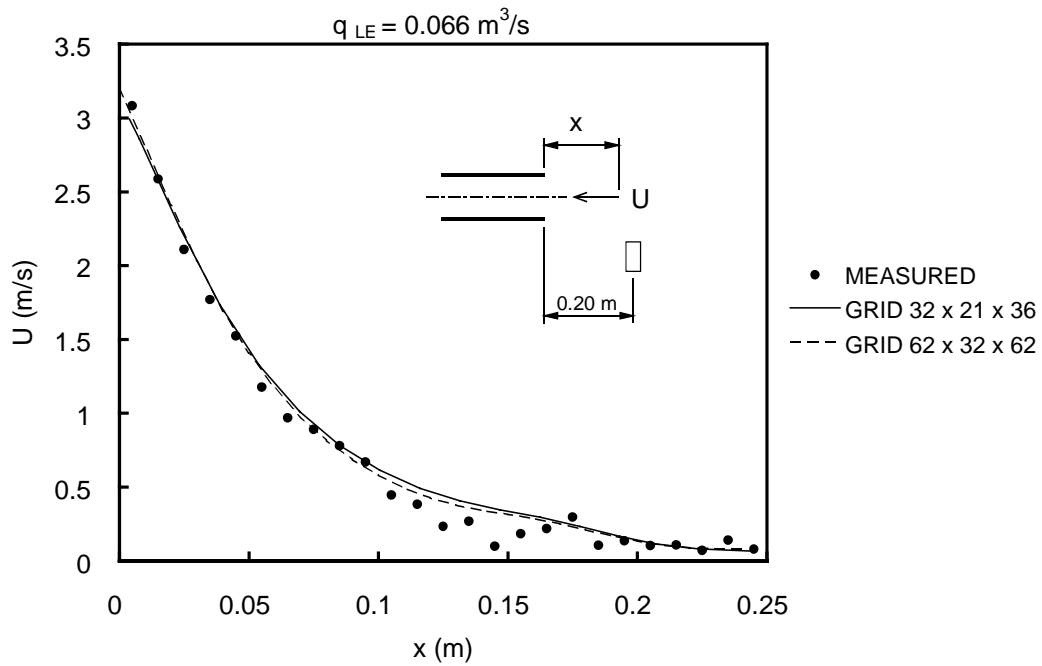 q LE = 0.066 m³/s
3.5
3
2.5
2
1.5
1
0.5
0
U (m/s)
x
U
0.20 m
MEASURED
GRID 32 x 21 x 36
GRID 62 x 32 x 62
0 0.05 0.1 0.15 0.2 0.25
x (m)